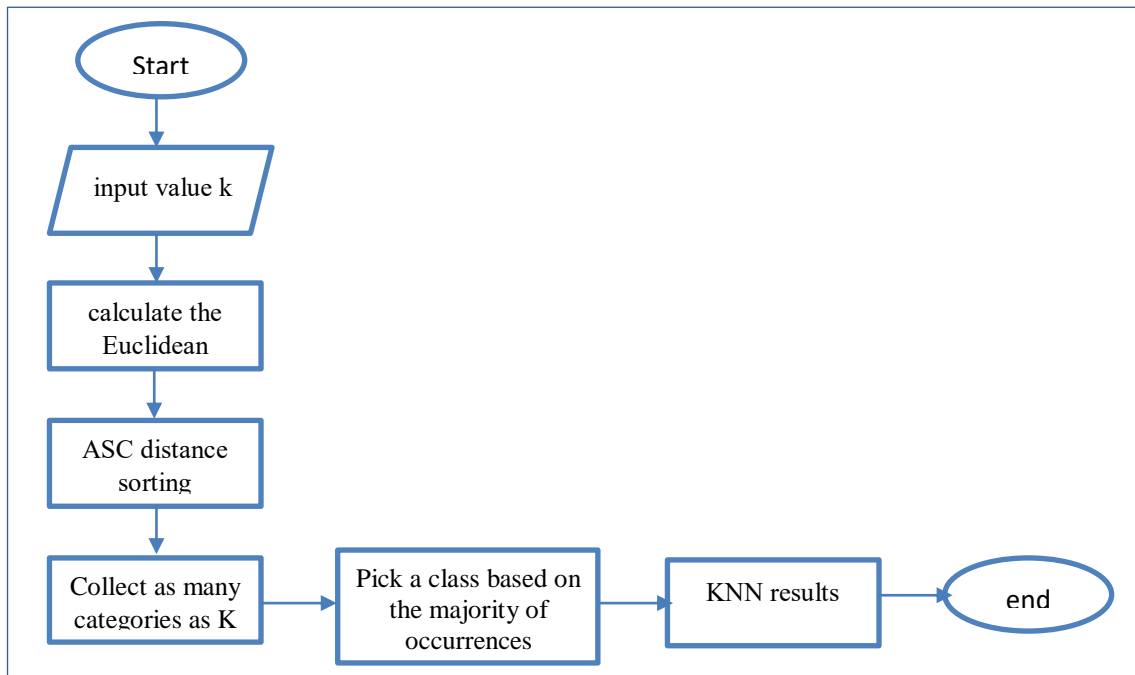 Start
input value k
calculate the
Euclidean
ASC distance
sorting
Collect as many
categories as K
Pick a class based on
the majority of
occurrences
KNN results
end